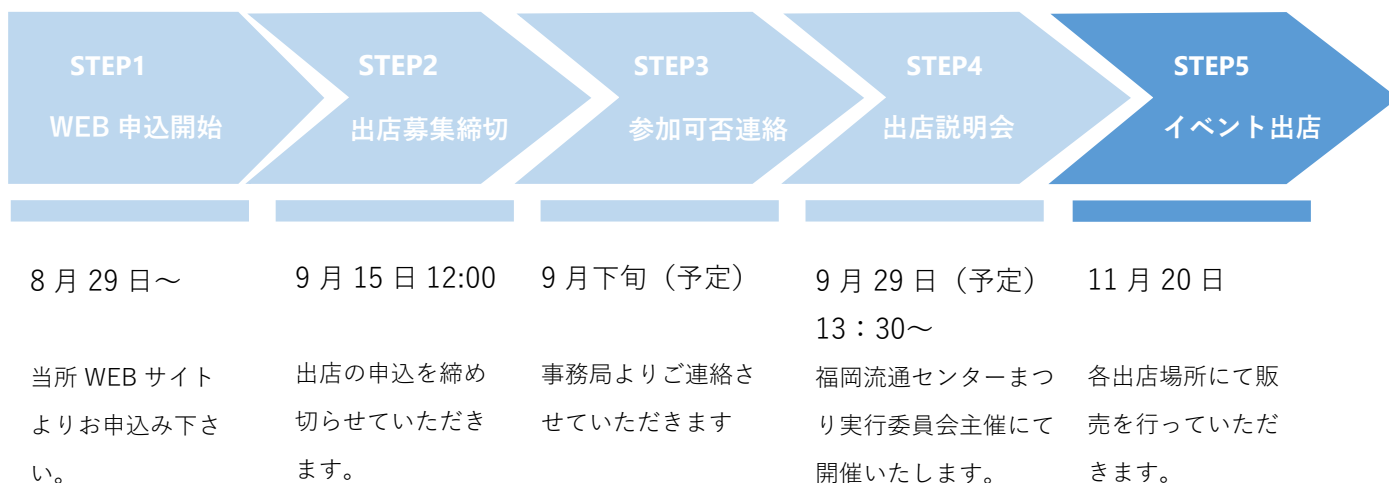 STEP1
WEB 申込開始
STEP2
出店募集締切
STEP3
参加可否連絡
STEP4
出店説明会
STEP5
イベント出店
8 月 29 日～
当所 WEB サイト
よりお申込み下さ
い。
9 月 15 日 12:00
出店の申込を締め
切らせていただき
ます。
9 月下旬（予定）
事務局よりご連絡さ
せていただきます
9 月 29 日（予定）
13：30～
福岡流通センターまつ
り実行委員会主催にて
開催いたします。
11 月 20 日
各出店場所にて販
売を行っていただ
きます。